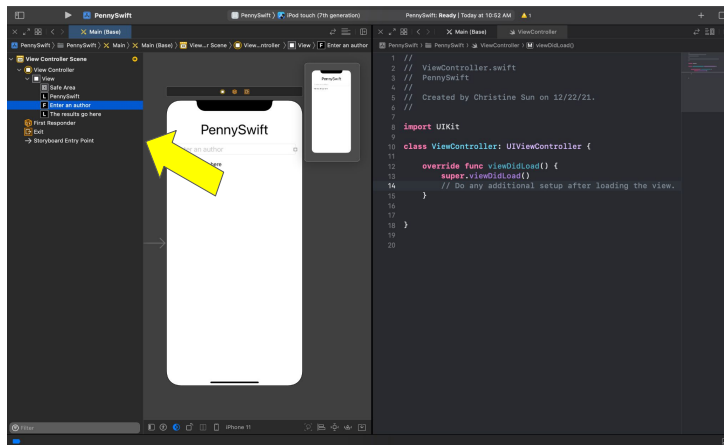 PennySwift
PennySwift ⟩ iPod touch (7th generation)
PennySwift: Ready | Today at 10:52 AM
1
Main (Base)
PennySwift ⟩ PennySwift ⟩ Main ⟩ Main (Base) ⟩ View...r Scene ⟩ View...ntroller ⟩ View ⟩ F Enter an author
View Controller Scene
View Controller
View
Safe Area
L PennySwift
F Enter an author
L The results go here
First Responder
Exit
Storyboard Entry Point
Filter
PennySwift
er an author
here
PennySwift
iPhone 11
Main (Base)
ViewController
PennySwift ⟩ PennySwift ⟩ ViewController ⟩ M viewDidLoad()
1 //
2 // ViewController.swift
3 // PennySwift
4 //
5 // Created by Christine Sun on 12/22/21.
6 //
7
8 import UIKit
9
10 class ViewController: UIViewController {
11
12 override func viewDidLoad() {
13 super.viewDidLoad()
14 // Do any additional setup after loading the view.
15 }
16
17
18 }
19
20